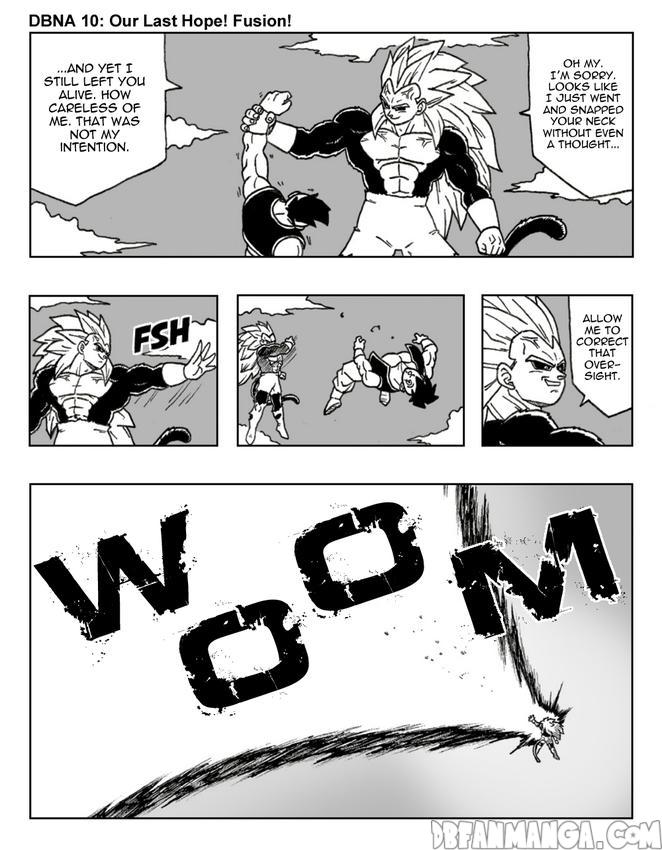 DBNA 10: Our Last Hope! Fusion!
...AND YET I
STILL LEFT YOU
ALIVE. HOW
CARELESS OF
ME. THAT WAS
NOT MY
INTENTION.
OH MY.
I'M SORRY.
LOOKS LIKE
I JUST WENT
AND SNAPPED
YOUR NECK
WITHOUT EVEN
A THOUGHT...
FSH
ALLOW
ME TO
CORRECT
THAT
OVER-
SIGHT.
WOOM
DBFANMANGA.COM